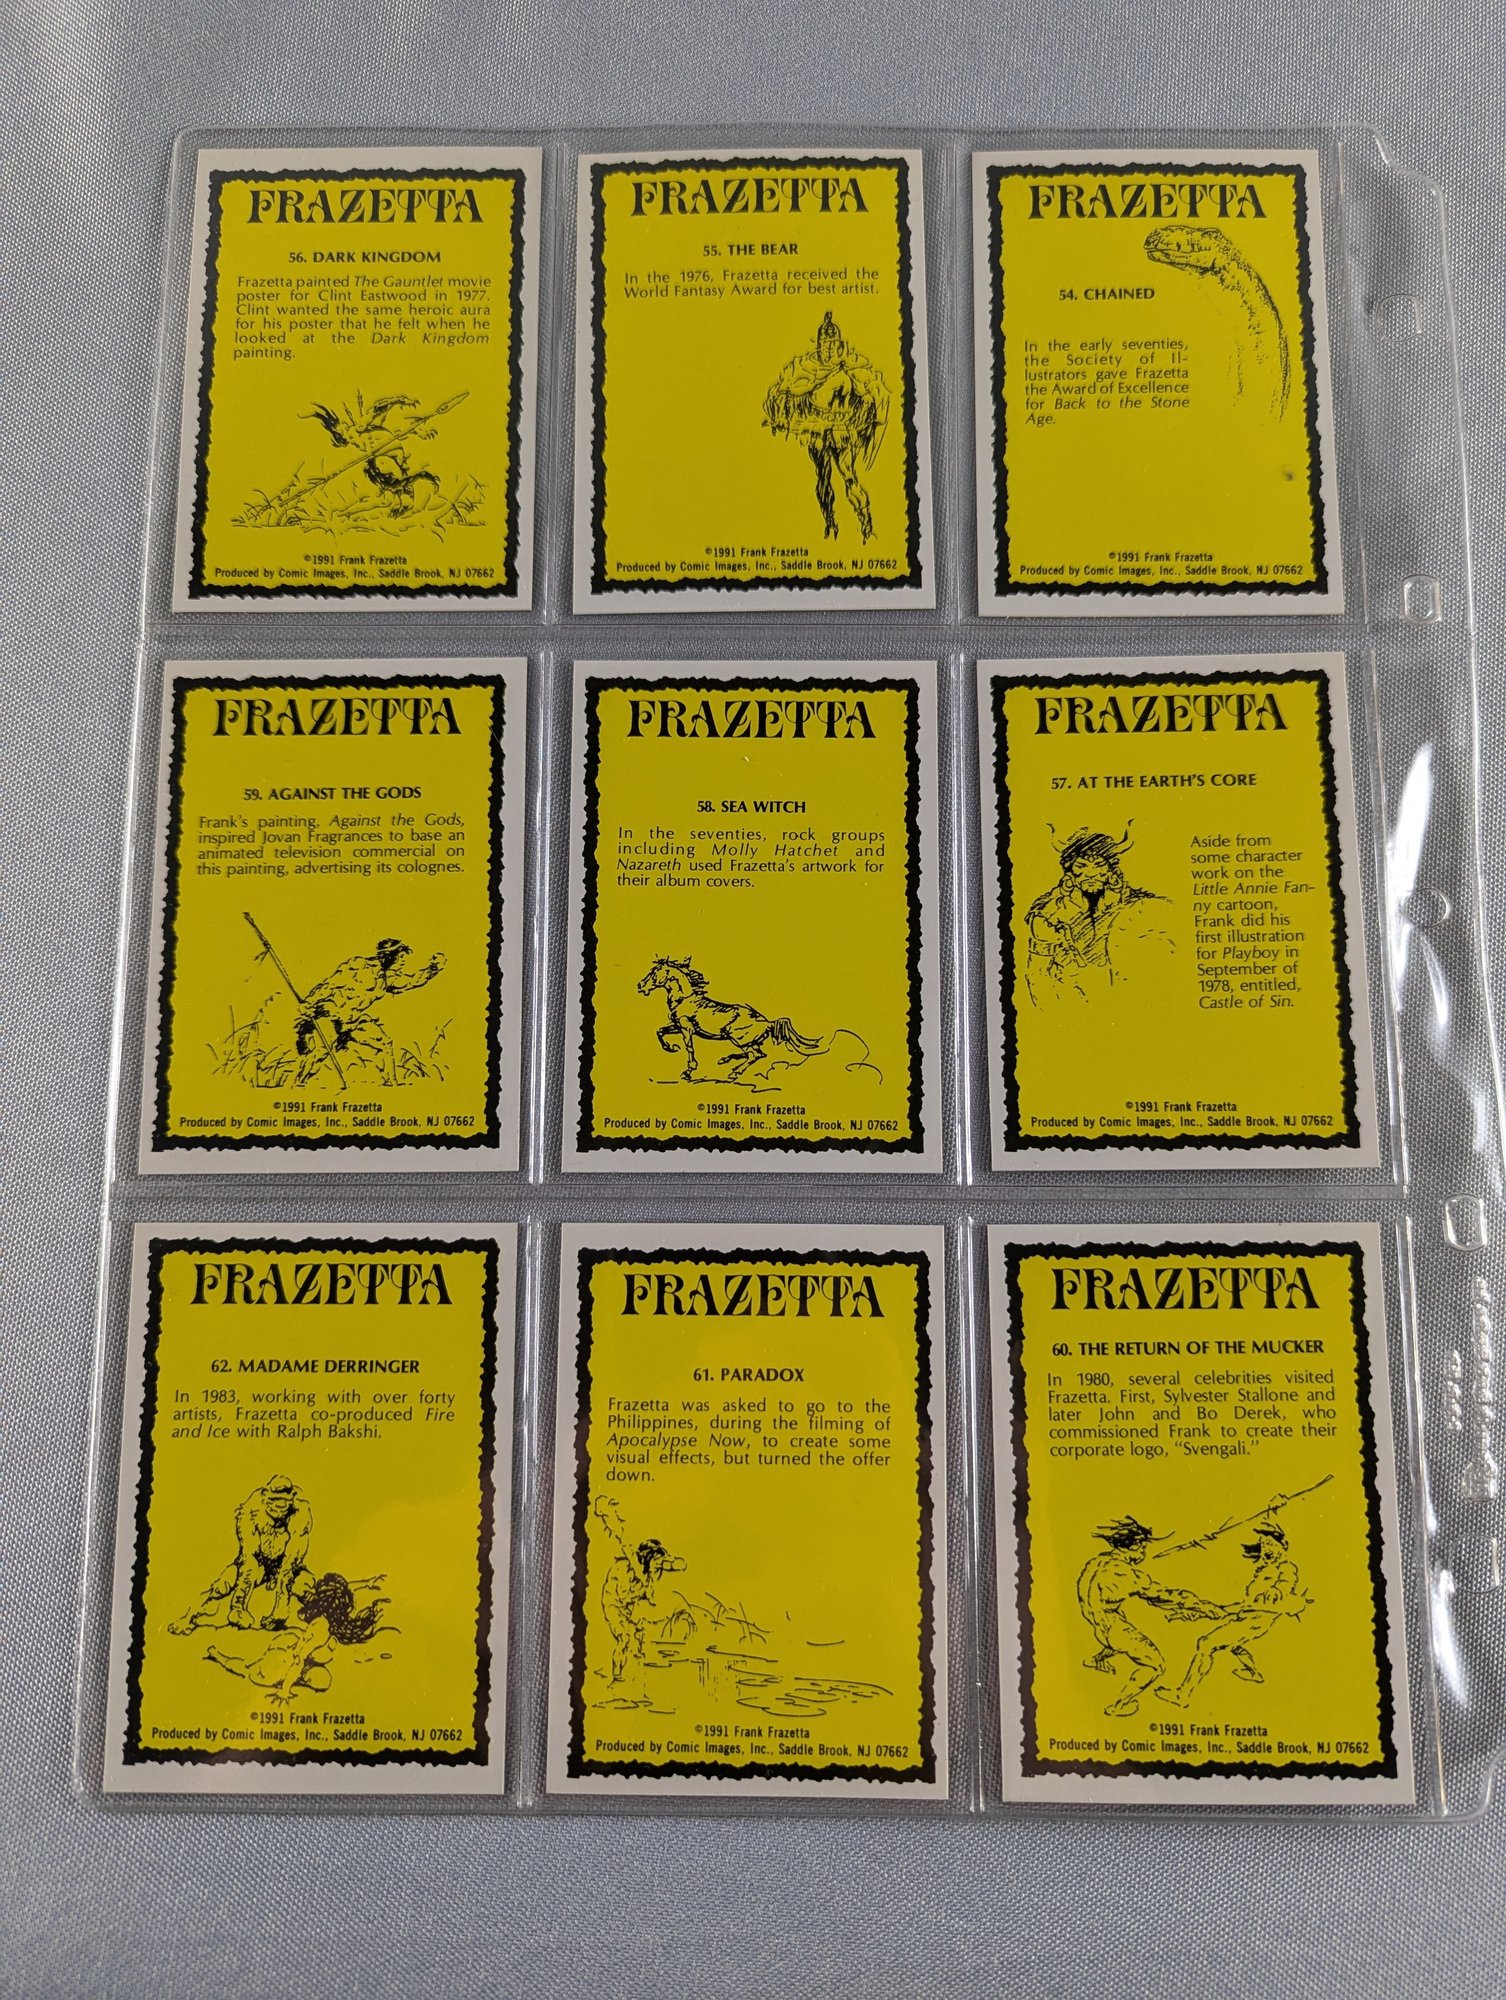 FRAZETTA
56. DARK KINGDOM
Frazetta painted The Gauntlet movie
poster for Clint Eastwood in 1977.
Clint wanted the same heroic aura
for his poster that he felt when he
looked at the Dark Kingdom
painting.
©1991 Frank Frazetta
Produced by Comic Images, Inc., Saddle Brook, NJ 07662
FRAZETTA
55. THE BEAR
In the 1976, Frazetta received the
World Fantasy Award for best artist.
©1991 Frank Frazetta
Produced by Comic Images, Inc., Saddle Brook, NJ 07662
FRAZETTA
54. CHAINED
In the early seventies,
the Society of Il-
lustrators gave Frazetta
the Award of Excellence
for Back to the Stone
Age.
©1991 Frank Frazetta
Produced by Comic Images, Inc., Saddle Brook, NJ 07662
FRAZETTA
59. AGAINST THE GODS
Frank's painting, Against the Gods,
inspired Jovan Fragrances to base an
animated television commercial on
this painting, advertising its colognes.
©1991 Frank Frazetta
Produced by Comic Images, Inc., Saddle Brook, NJ 07662
FRAZETTA
58. SEA WITCH
In the seventies, rock groups
including Molly Hatchet and
Nazareth used Frazetta's artwork for
their album covers.
©1991 Frank Frazetta
Produced by Comic Images, Inc., Saddle Brook, NJ 07662
FRAZETTA
57. AT THE EARTH'S CORE
Aside from
some character
work on the
Little Annie Fan-
ny cartoon,
Frank did his
first illustration
for Playboy in
September of
1978, entitled,
Castle of Sin.
©1991 Frank Frazetta
Produced by Comic Images, Inc., Saddle Brook, NJ 07662
FRAZETTA
62. MADAME DERRINGER
In 1983, working with over forty
artists, Frazetta co-produced Fire
and Ice with Ralph Bakshi.
©1991 Frank Frazetta
Produced by Comic Images, Inc., Saddle Brook, NJ 07662
FRAZETTA
61. PARADOX
Frazetta was asked to go to the
Philippines, during the filming of
Apocalypse Now, to create some
visual effects, but turned the offer
down.
©1991 Frank Frazetta
Produced by Comic Images, Inc., Saddle Brook, NJ 07662
FRAZETTA
60. THE RETURN OF THE MUCKER
In 1980, several celebrities visited
Frazetta. First, Sylvester Stallone and
later John and Bo Derek, who
commissioned Frank to create their
corporate logo, “Svengali.”
©1991 Frank Frazetta
Produced by Comic Images, Inc., Saddle Brook, NJ 07662